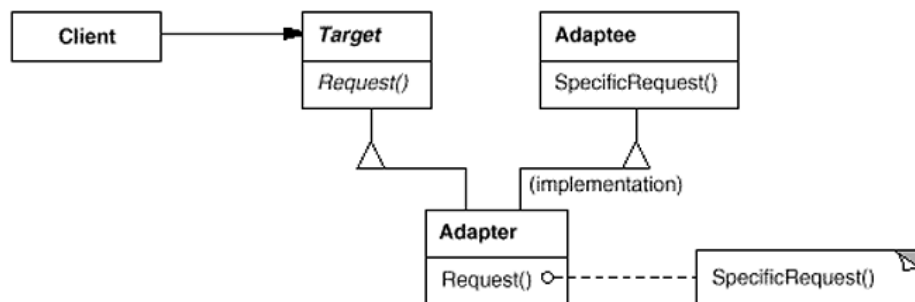 Client
Target
Request()
Adaptee
SpecificRequest()
(implementation)
Adapter
Request()
SpecificRequest()